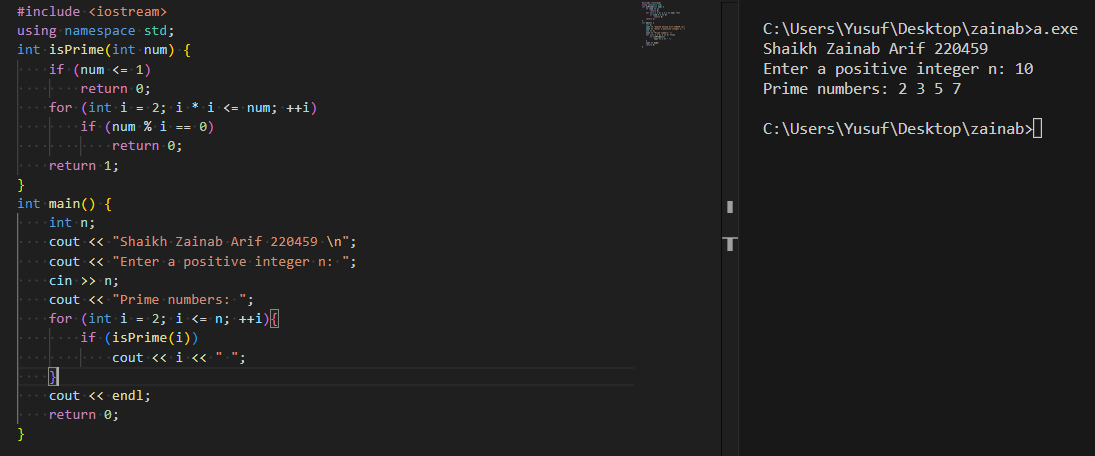 #include <iostream>
using namespace std;
int isPrime(int num) {
    if (num <= 1)
        return 0;
    for (int i = 2; i * i <= num; ++i)
        if (num % i == 0)
            return 0;
    return 1;
}
int main() {
    int n;
    cout << "Shaikh Zainab Arif 220459 \n";
    cout << "Enter a positive integer n: ";
    cin >> n;
    cout << "Prime numbers: ";
    for (int i = 2; i <= n; ++i){
        if (isPrime(i))
            cout << i << " ";
    }
    cout << endl;
    return 0;
}
C:\Users\Yusuf\Desktop\zainab>a.exe
Shaikh Zainab Arif 220459
Enter a positive integer n: 10
Prime numbers: 2 3 5 7
C:\Users\Yusuf\Desktop\zainab>